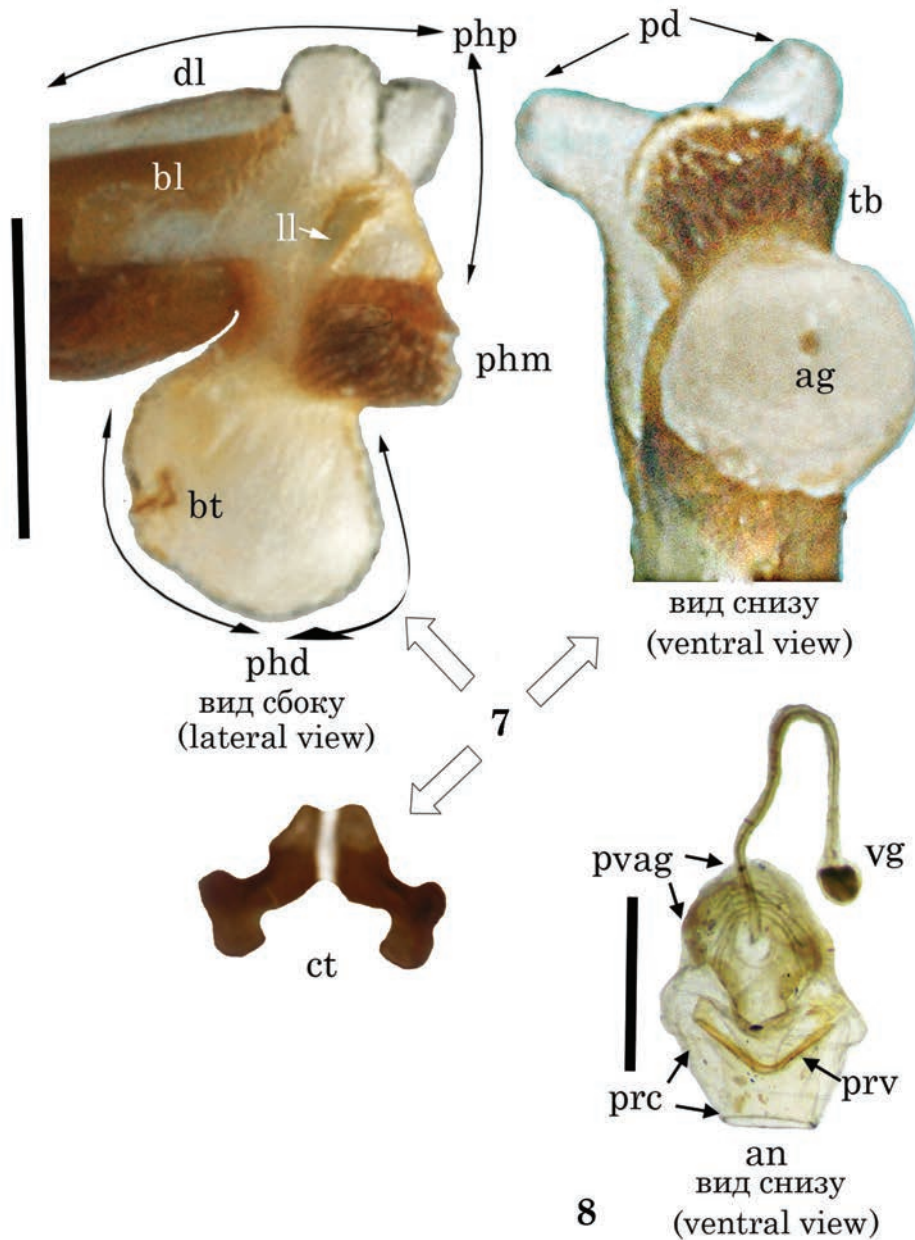 php
pd
dl
bl
ll
tb
phm
ag
bt
вид снизу
(ventral view)
phd
вид сбоку
(lateral view)
7
pvag
vg
ct
prc
prv
an
вид снизу
(ventral view)
8